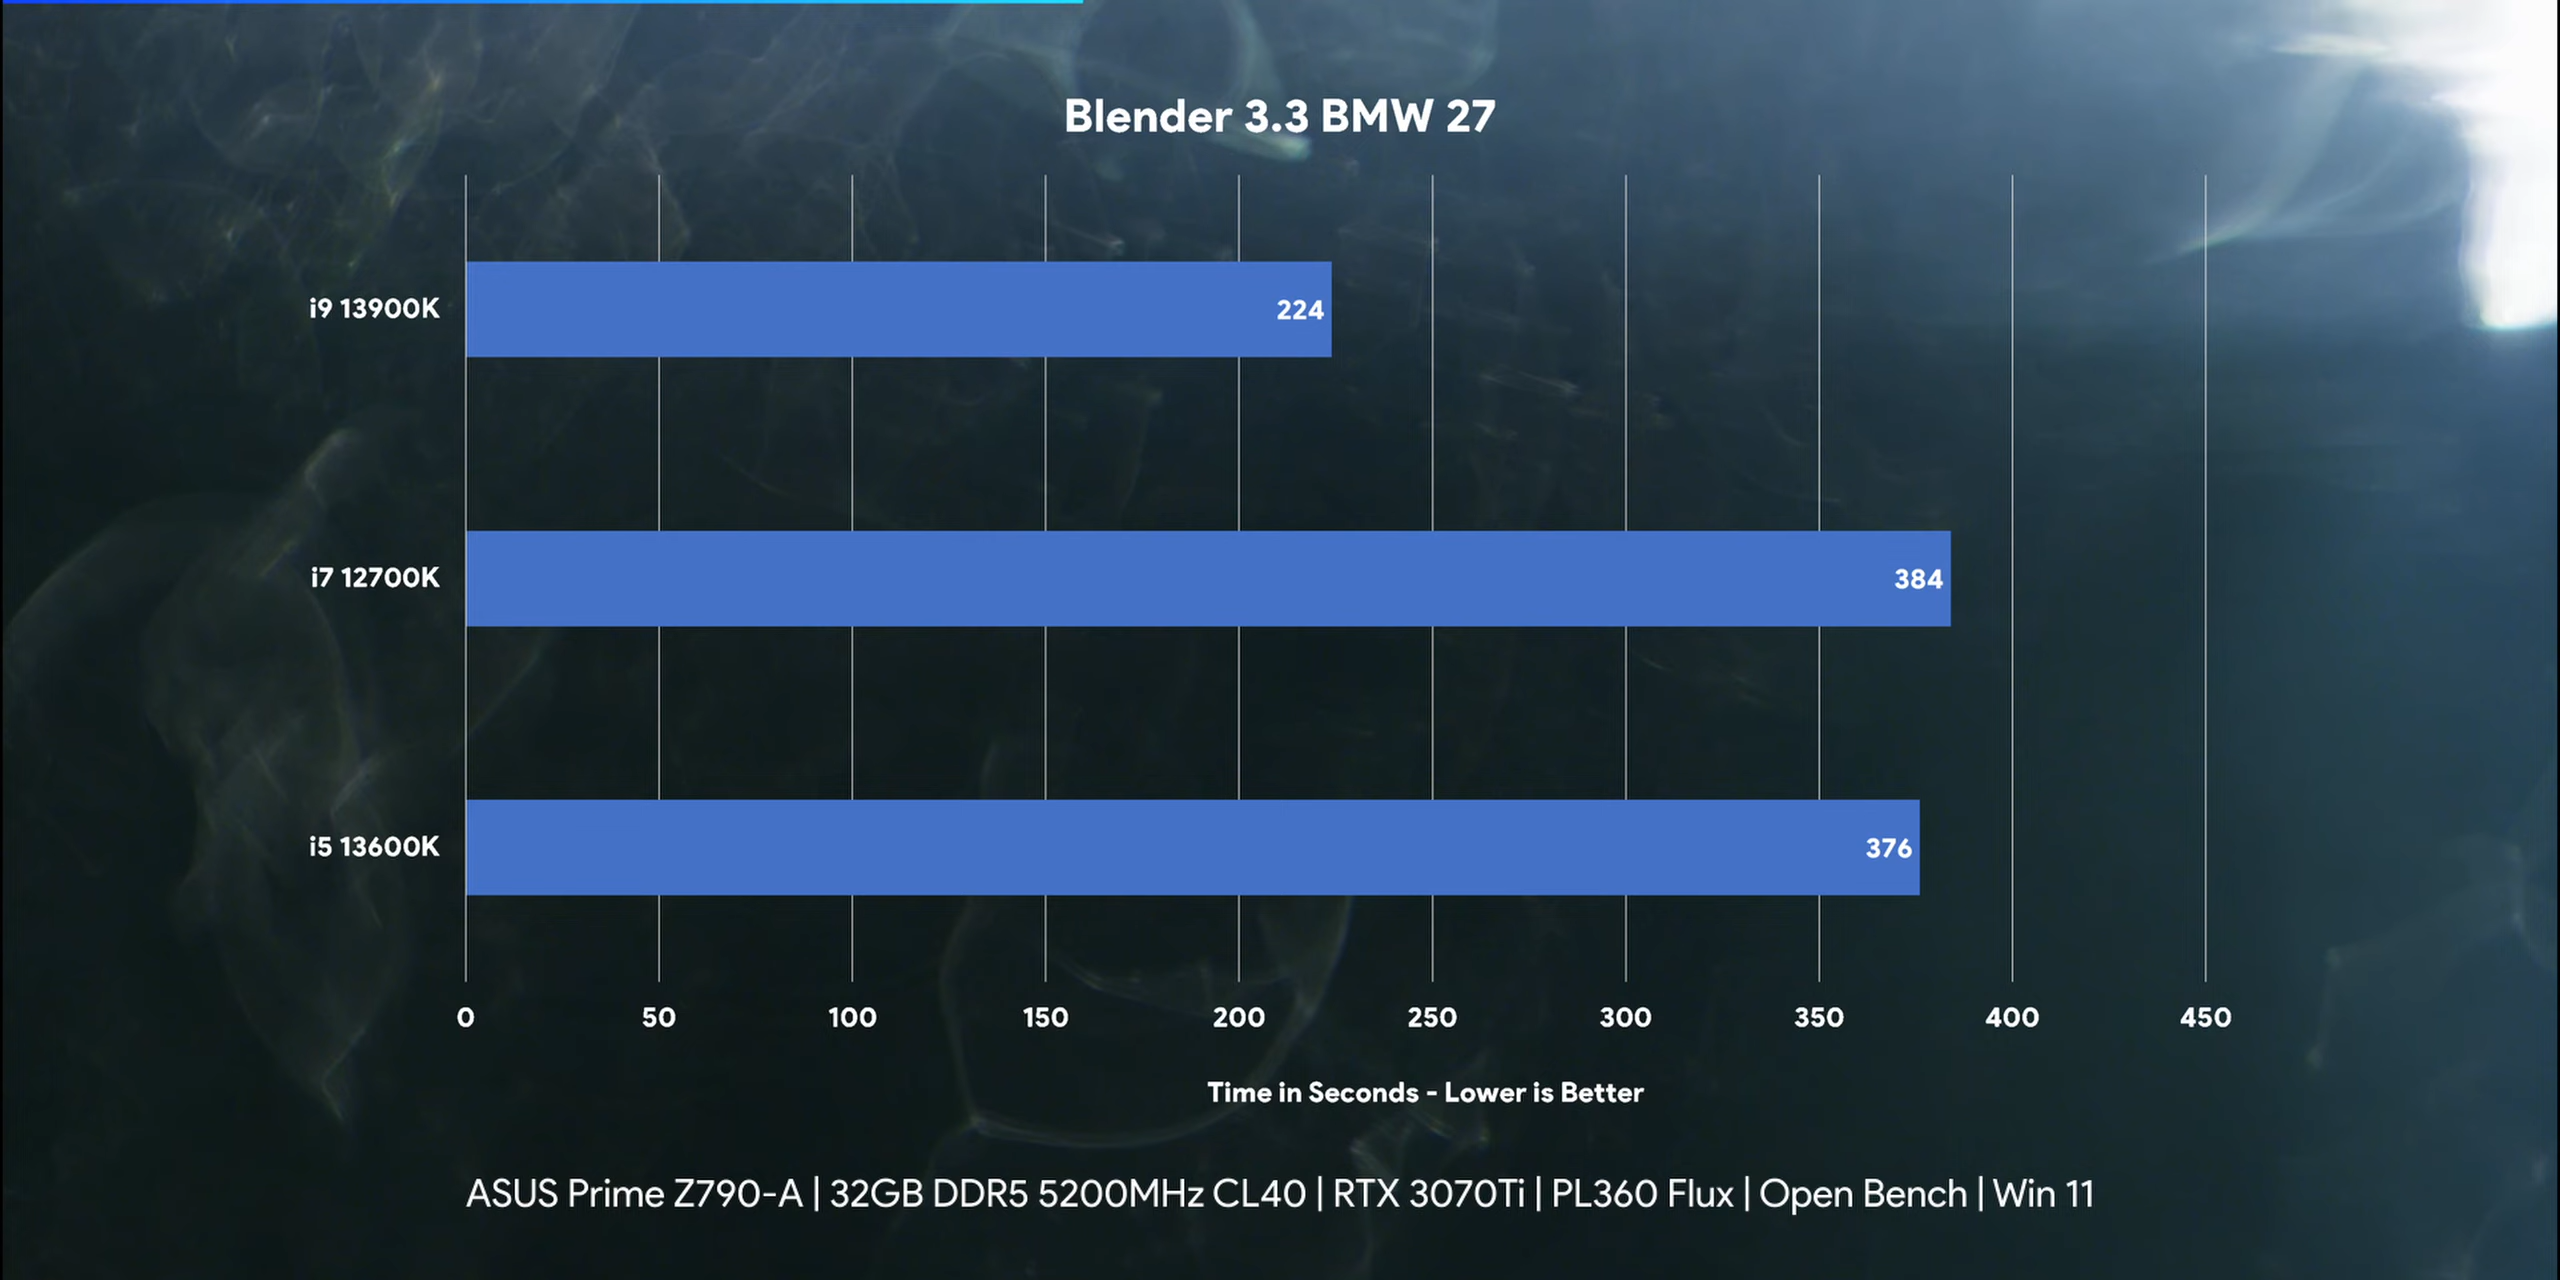 Blender 3.3 BMW 27
i9 13900K
224
i7 12700K
384
i5 13600K
376
0 50 100 150 200 250 300 350 400 450
Time in Seconds - Lower is Better
ASUS Prime Z790-A | 32GB DDR5 5200MHz CL40 | RTX 3070Ti | PL360 Flux | Open Bench | Win 11